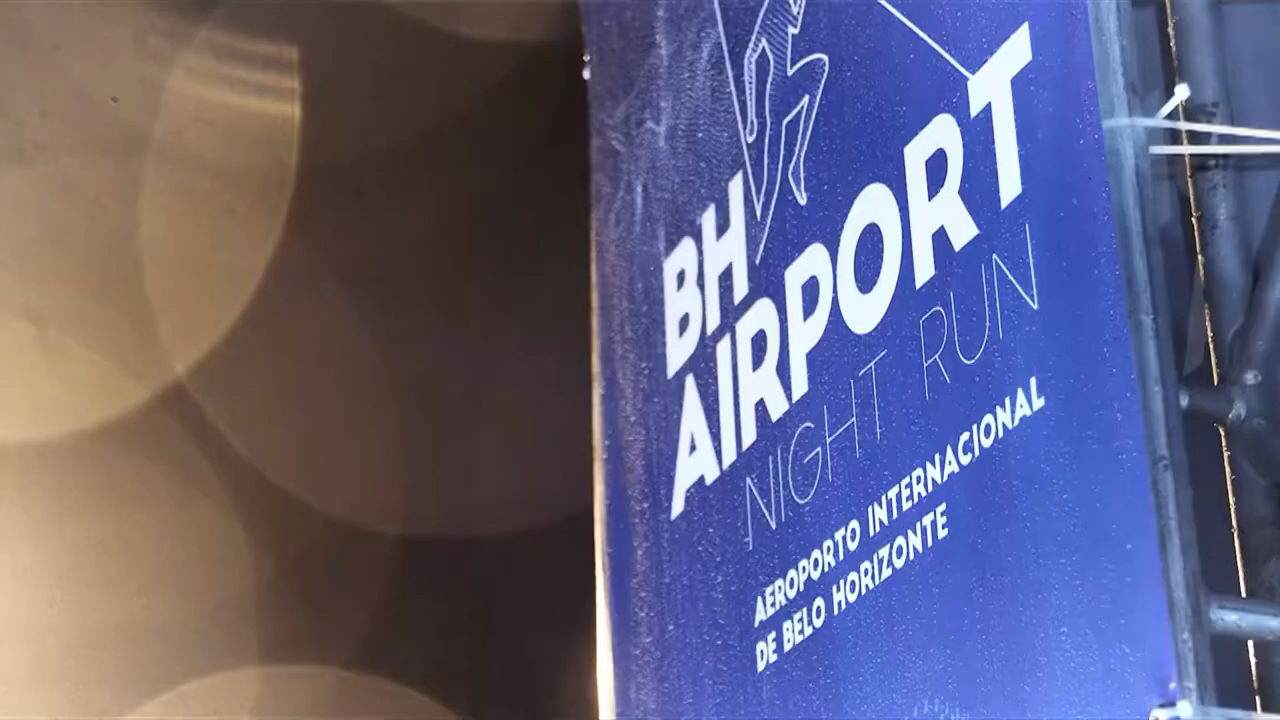 BH
AIRPORT
NIGHT RUN
AEROPORTO INTERNACIONAL
DE BELO HORIZONTE